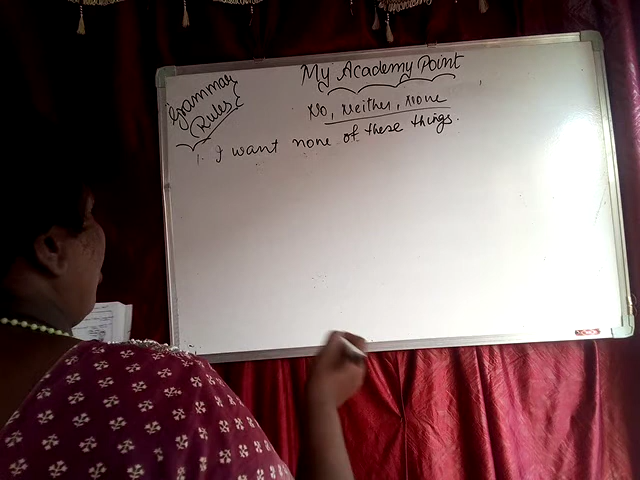 My Academy Point
Grammar
Rules
No, Neither, None
1. I want none of these things.